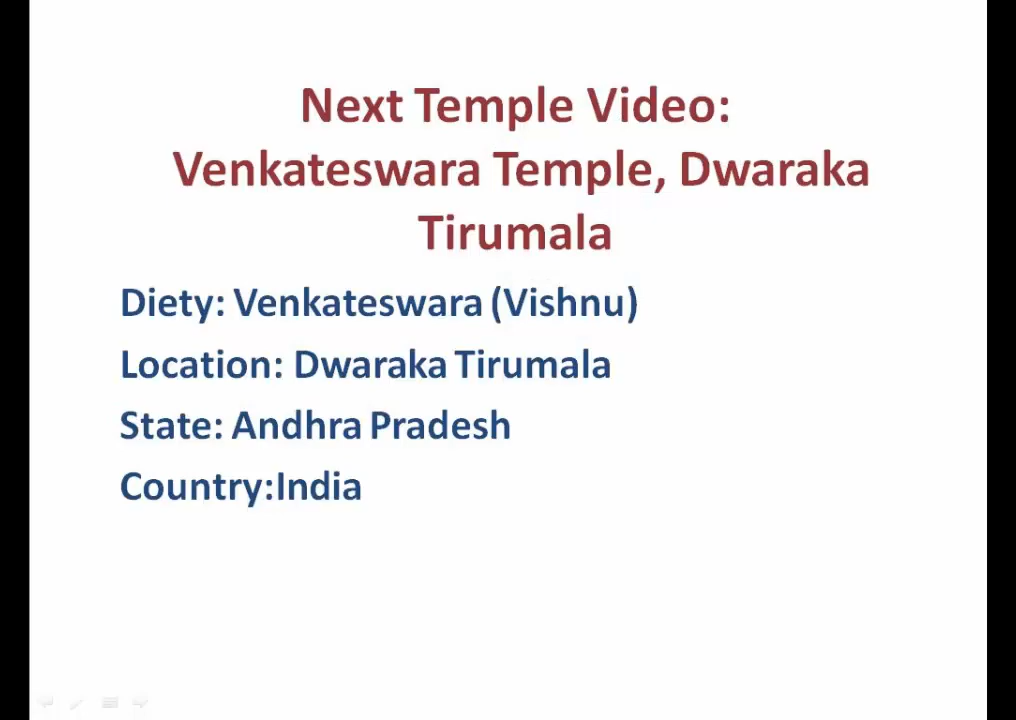 Next Temple Video:
Venkateswara Temple, Dwaraka
Tirumala
Diety: Venkateswara (Vishnu)
Location: Dwaraka Tirumala
State: Andhra Pradesh
Country:India